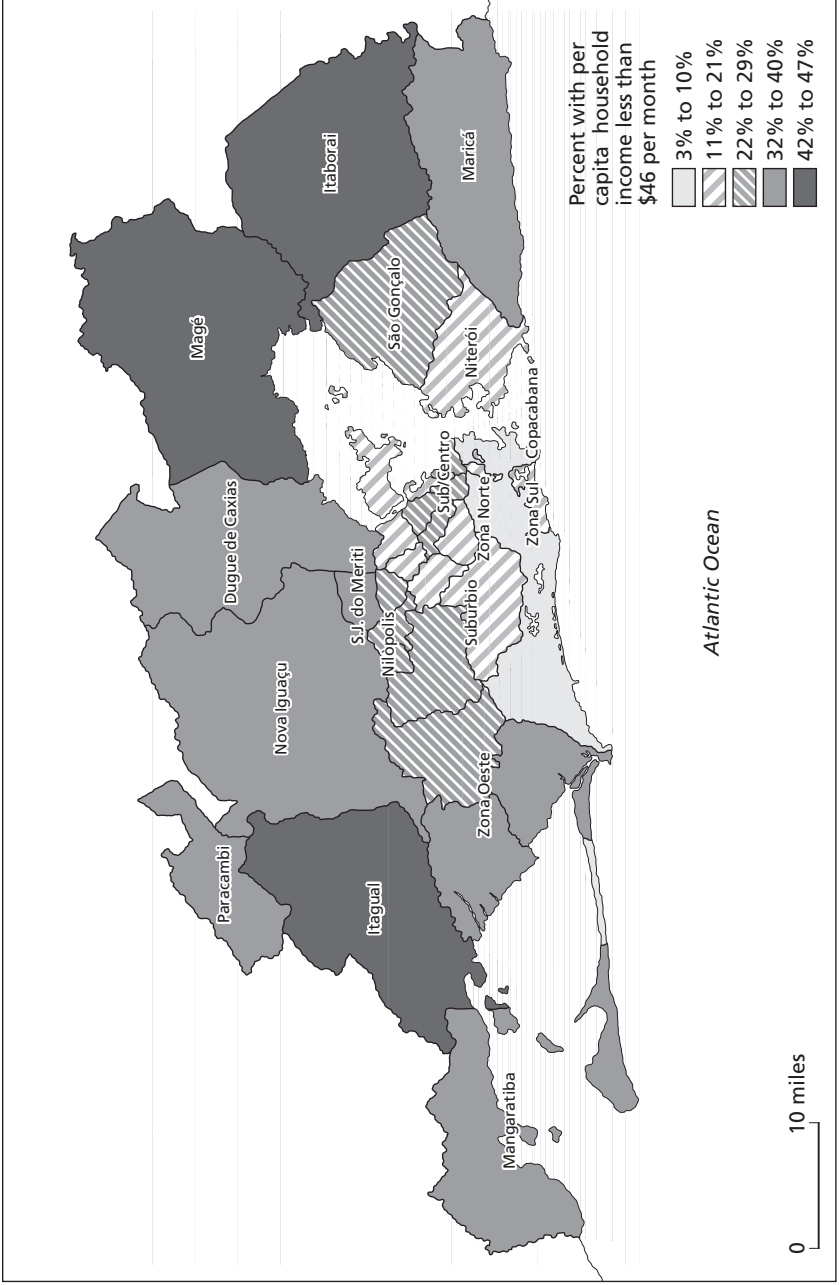 Magé
Itaboraí
Duque de Caxias
Maricá
São Gonçalo
Niterói
Paracambi
Nova Iguaçu
S.J. do Meriti
Nilópolis
Sub/Centro
Zona Norte
Copacabana
Zona Sul
Subúrbio
Itagual
Zona Oeste
Mangaratiba
Atlantic Ocean
Percent with per
capita household
income less than
$46 per month
3% to 10%
11% to 21%
22% to 29%
32% to 40%
42% to 47%
0 10 miles